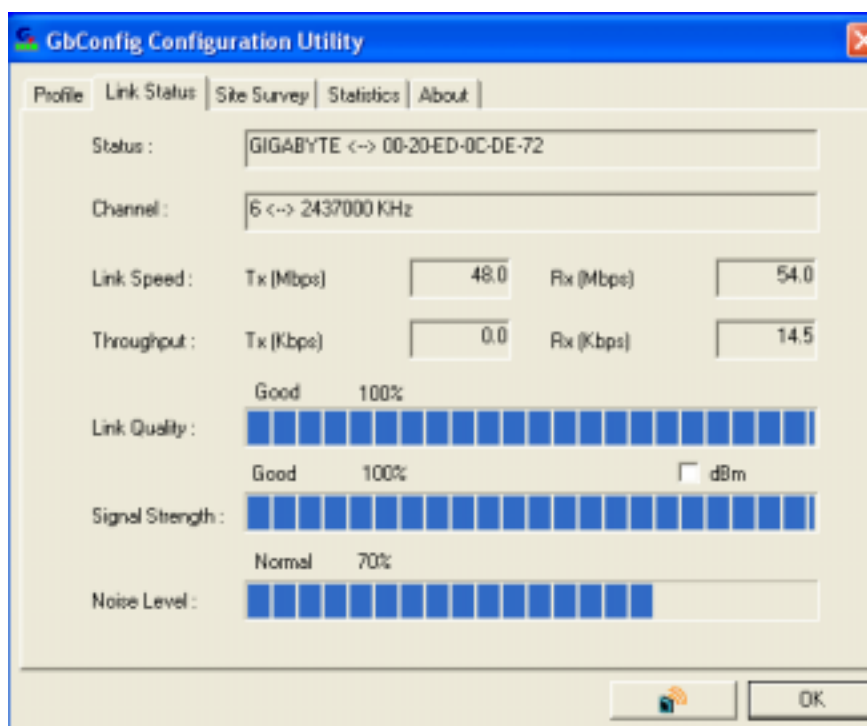 GbConfig Configuration Utility
Profile Link Status Site Survey Statistics About
Status : GIGABYTE <--> 00-20-ED-0C-DE-72
Channel : 6 <--> 2437000 KHz
Link Speed : Tx (Mbps) 48.0 Rx (Mbps) 54.0
Throughput : Tx (Kbps) 0.0 Rx (Kbps) 14.5
Good 100%
Link Quality :
Good 100% dBm
Signal Strength :
Normal 70%
Noise Level :
OK